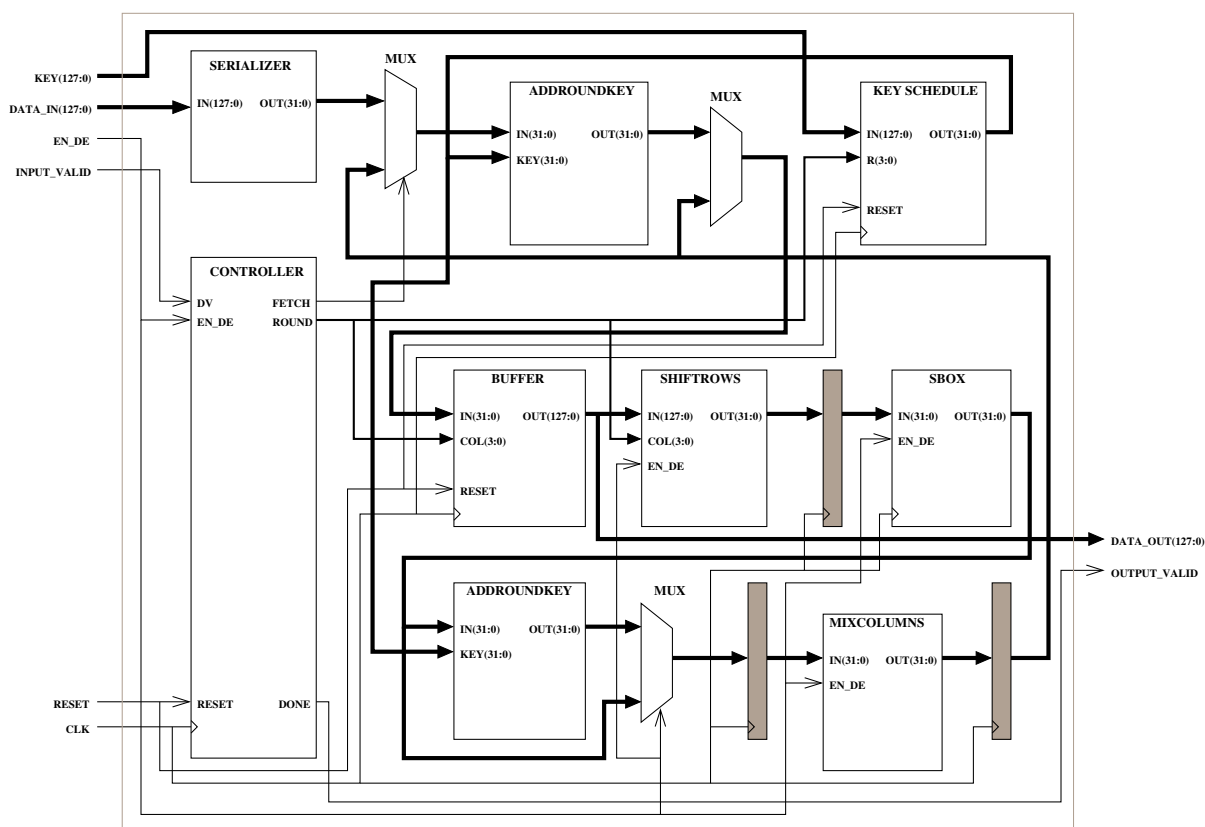 MUX
SERIALIZER
KEY(127:0)
DATA_IN(127:0)
IN(127:0) OUT(31:0)
EN_DE
INPUT_VALID
ADDROUNDKEY
IN(31:0) OUT(31:0)
KEY(31:0)
MUX
KEY SCHEDULE
IN(127:0) OUT(31:0)
R(3:0)
RESET
CONTROLLER
DV FETCH
EN_DE ROUND
RESET DONE
BUFFER
IN(31:0) OUT(127:0)
COL(3:0)
RESET
SHIFTROWS
IN(127:0) OUT(31:0)
COL(3:0)
EN_DE
SBOX
IN(31:0) OUT(31:0)
EN_DE
DATA_OUT(127:0)
OUTPUT_VALID
ADDROUNDKEY
IN(31:0) OUT(31:0)
KEY(31:0)
MUX
MIXCOLUMNS
IN(31:0) OUT(31:0)
EN_DE
RESET
CLK